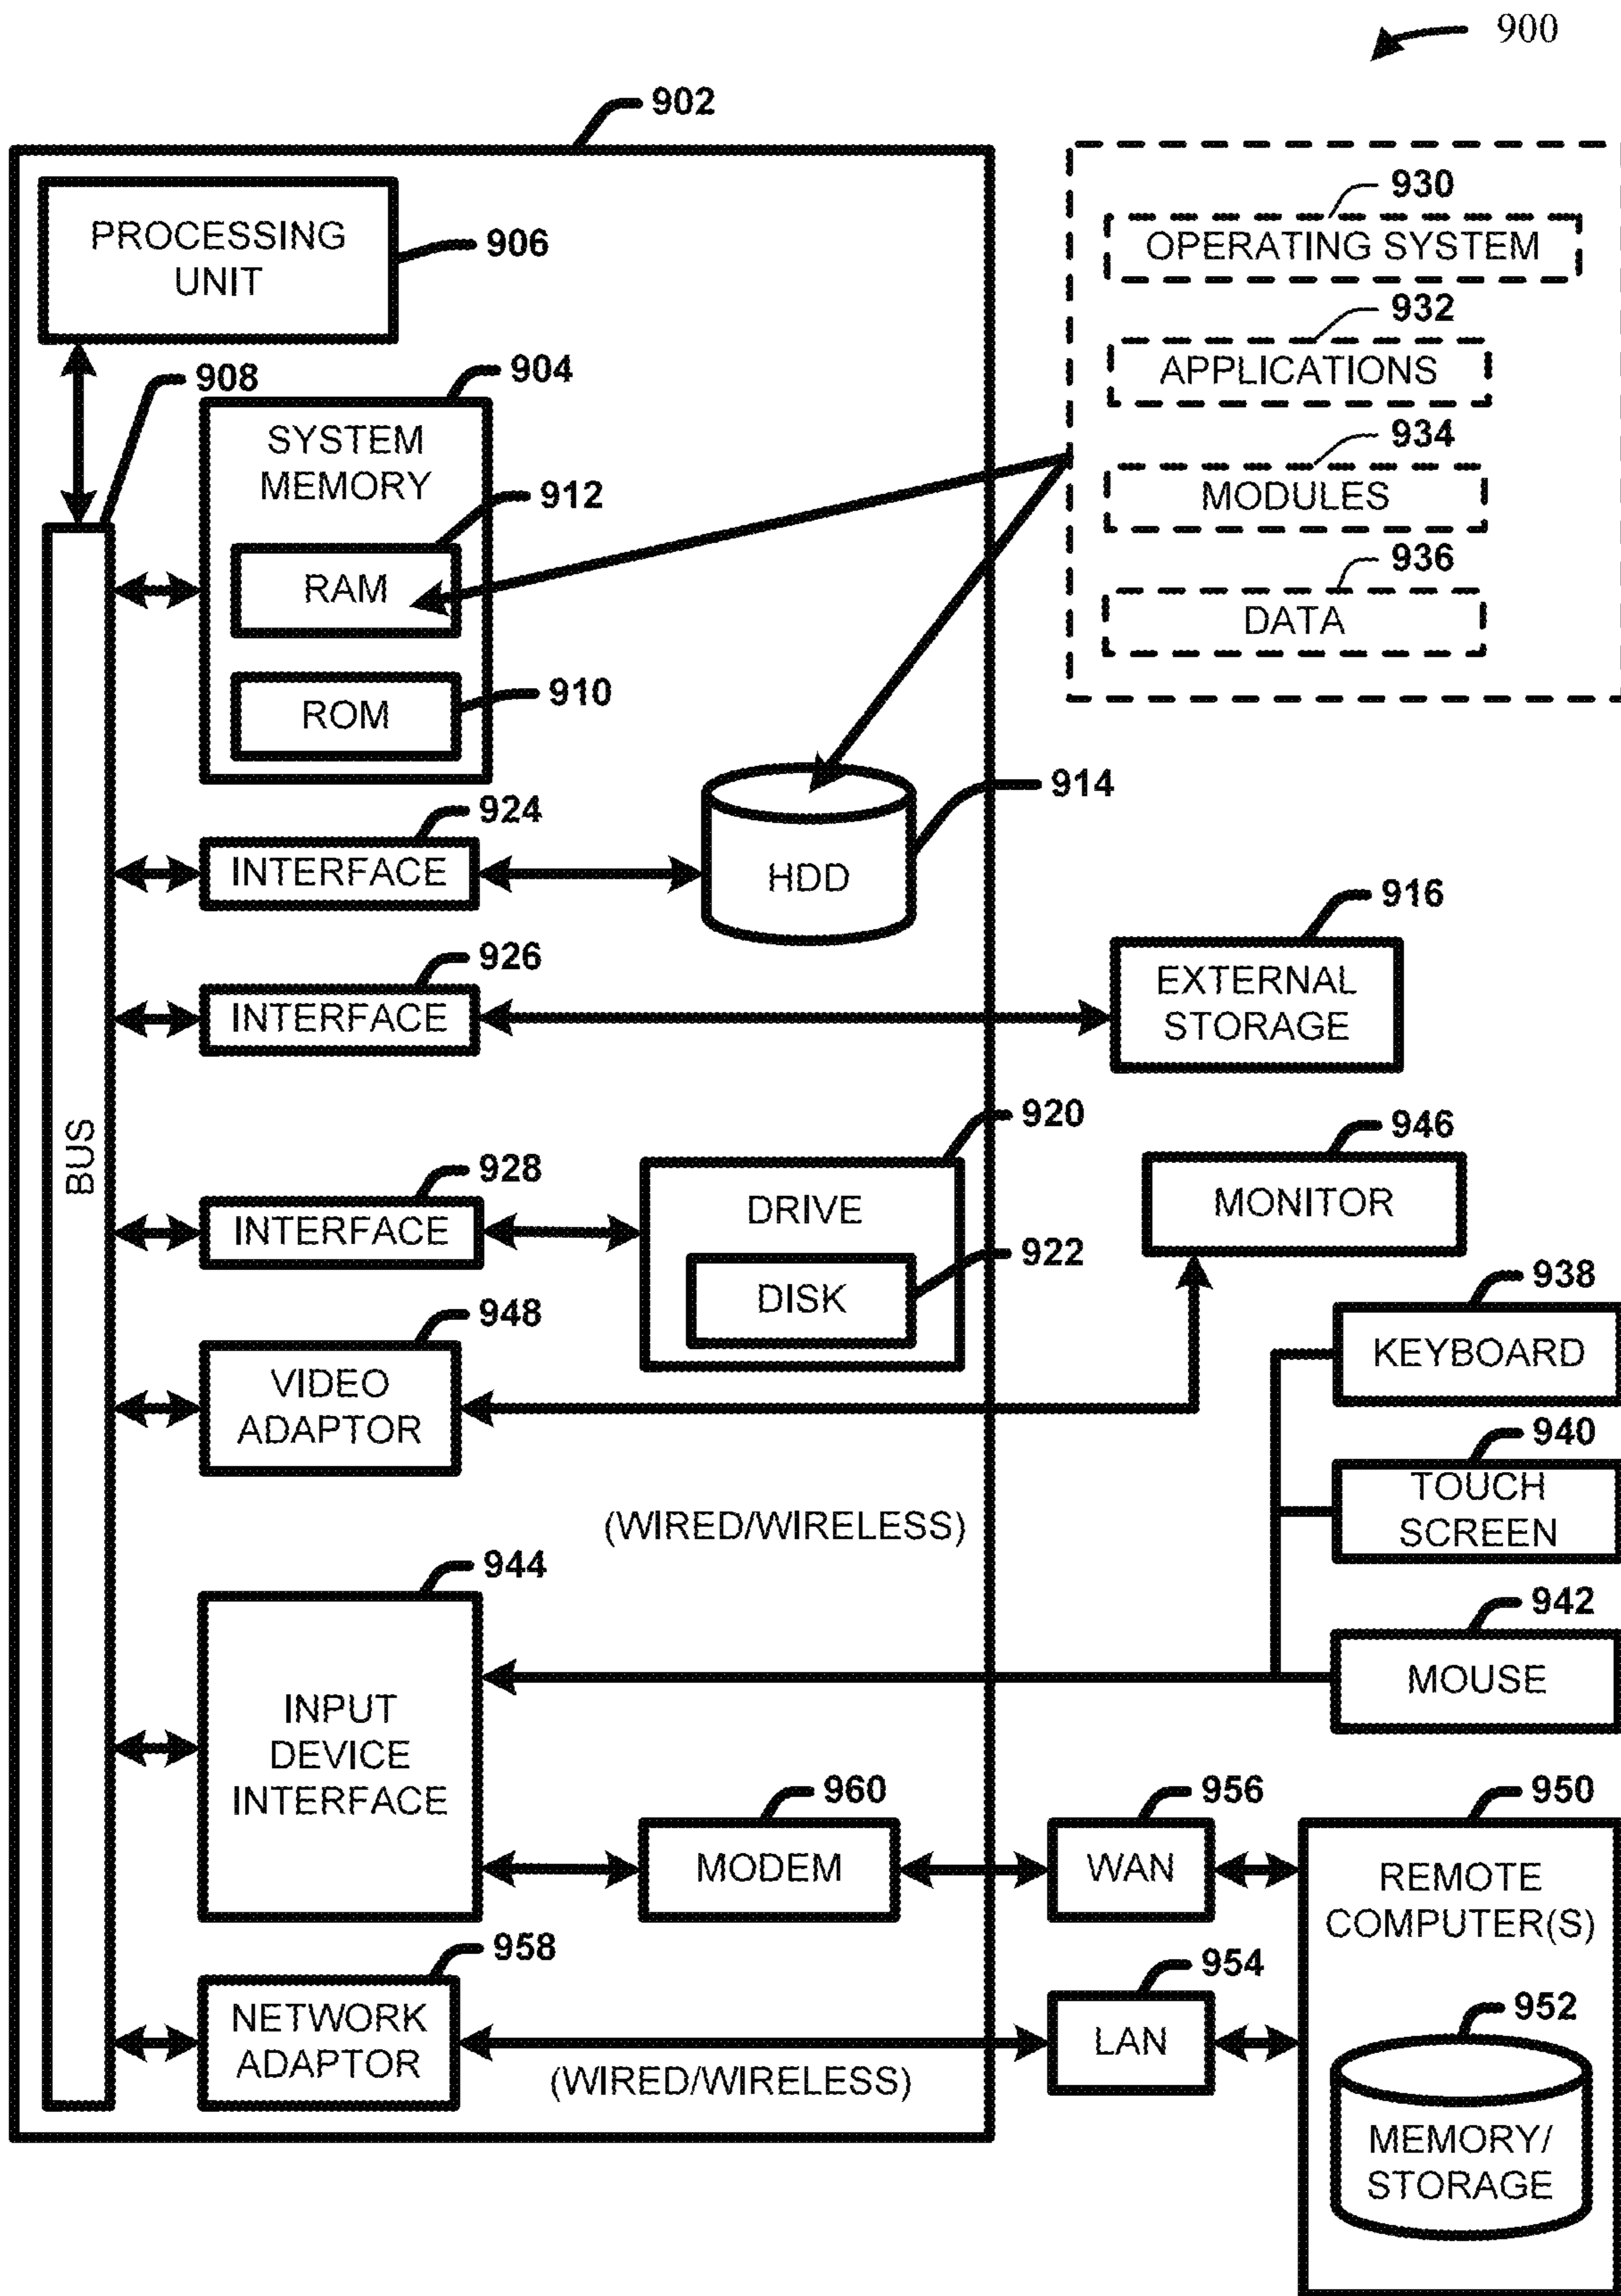 900
902
PROCESSING
UNIT
906
930
OPERATING SYSTEM
932
APPLICATIONS
934
MODULES
936
DATA
908
904
SYSTEM
MEMORY
912
RAM
910
ROM
914
HDD
924
INTERFACE
916
EXTERNAL
STORAGE
926
INTERFACE
BUS
920
DRIVE
922
DISK
928
INTERFACE
946
MONITOR
948
VIDEO
ADAPTOR
938
KEYBOARD
940
TOUCH
SCREEN
(WIRED/WIRELESS)
942
MOUSE
944
INPUT
DEVICE
INTERFACE
960
MODEM
956
WAN
950
REMOTE
COMPUTER(S)
958
NETWORK
ADAPTOR
(WIRED/WIRELESS)
954
LAN
952
MEMORY/
STORAGE